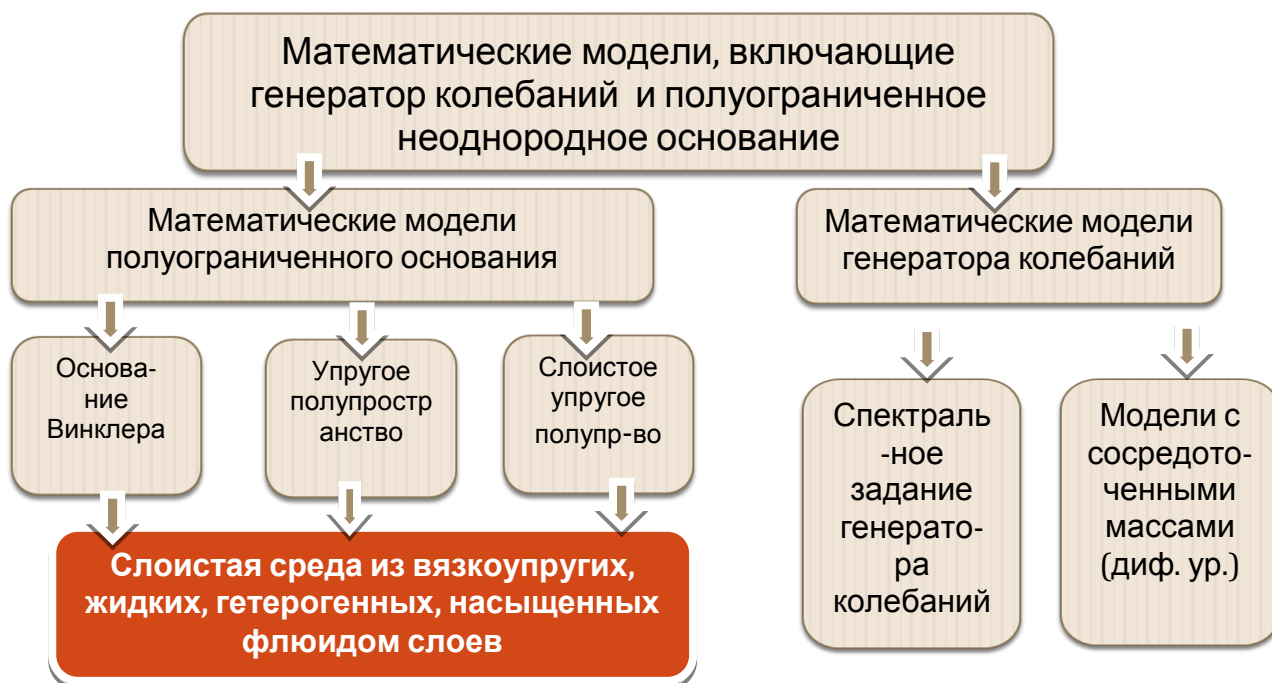 Математические модели, включающие
генератор колебаний и полуограниченное
неоднородное основание
Математические модели
полуограниченного основания
Математические модели
генератора колебаний
Основа-
ние
Винклера
Упругое
полупростр
анство
Слоистое
упругое
полупр-во
Спектраль
-ное
задание
генерато-
ра
колебаний
Модели с
сосредото-
ченными
массами
(диф. ур.)
Слоистая среда из вязкоупругих,
жидких, гетерогенных, насыщенных
флюидом слоев